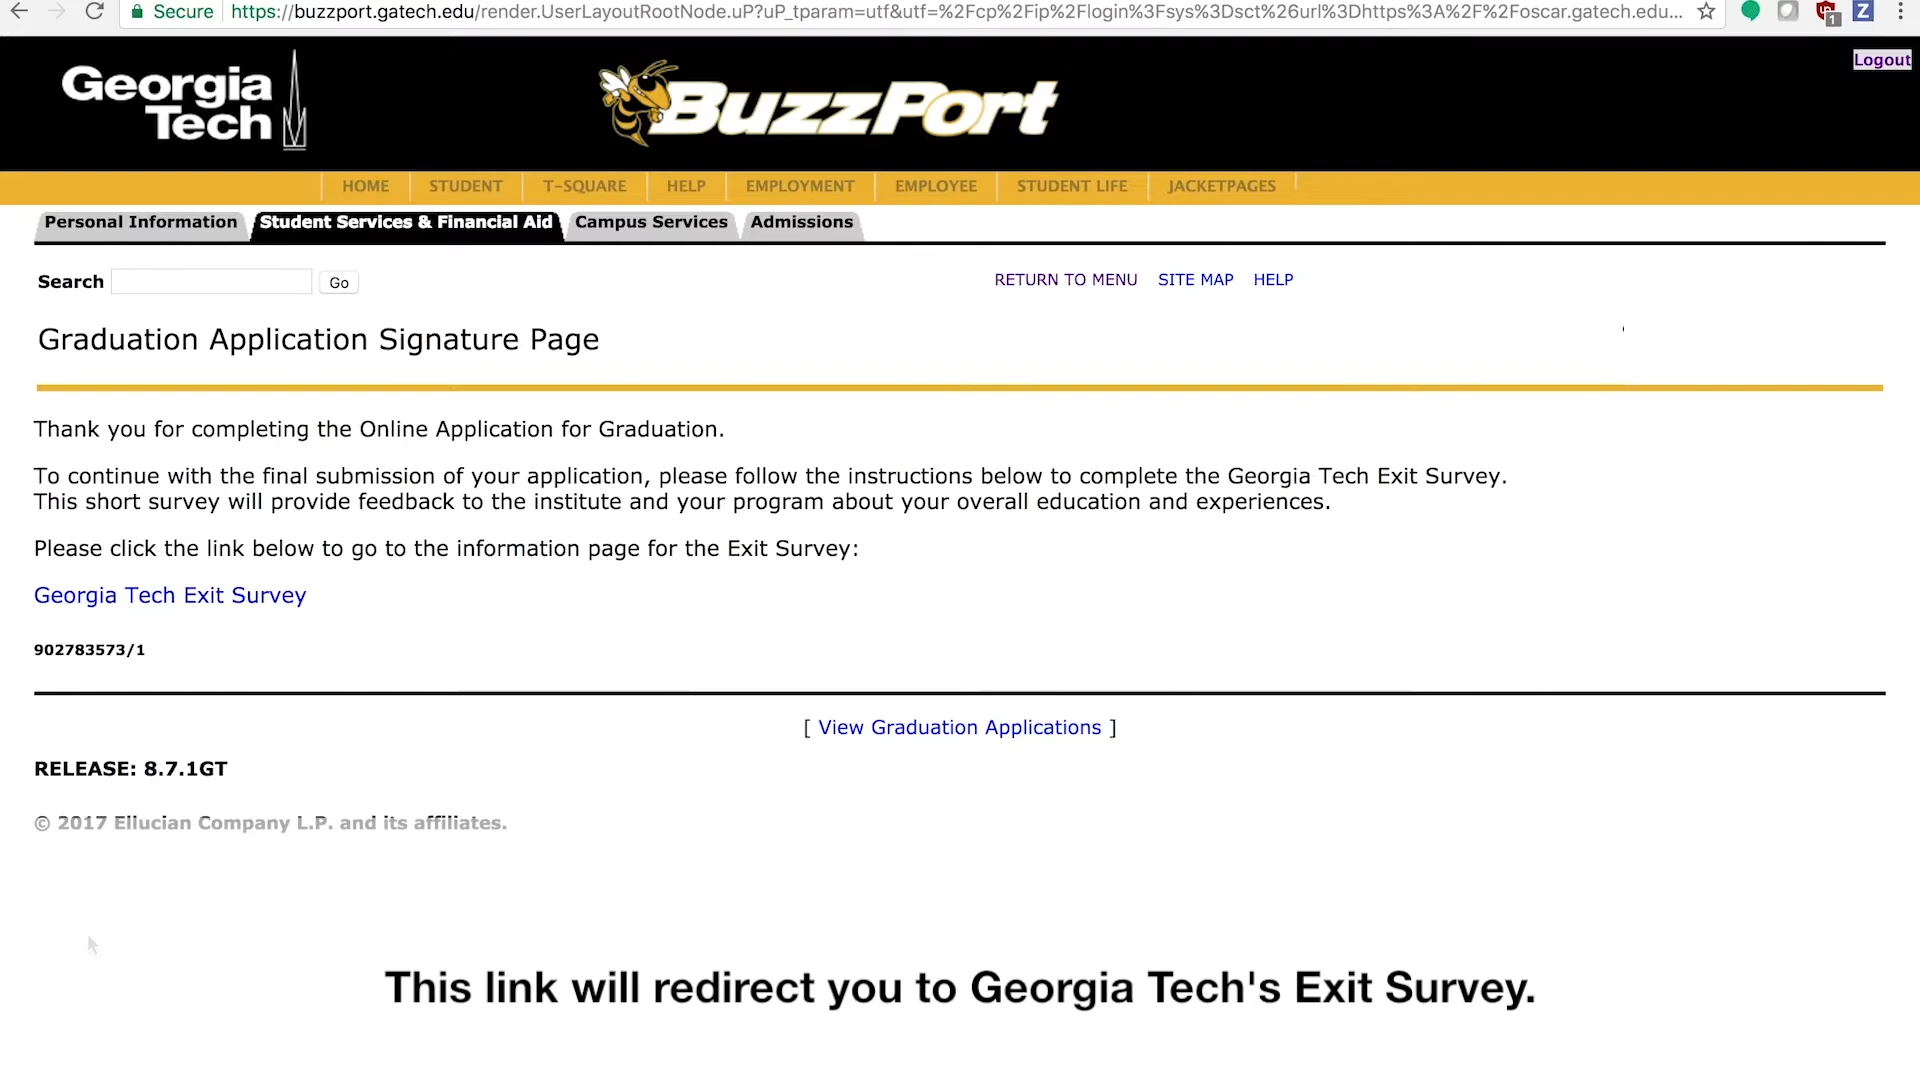 Secure https://buzzport.gatech.edu/render.UserLayoutRootNode.uP?uP_tparam=utf&utf=%2Fcp%2Fip%2Flogin%3Fsys%3Dsct%26url%3Dhttps%3A%2F%2Foscar.gatech.edu...
1
Z
Georgia
Tech
BuzzPort
Logout
HOME STUDENT T-SQUARE HELP EMPLOYMENT EMPLOYEE STUDENT LIFE JACKETPAGES
Personal Information Student Services & Financial Aid Campus Services Admissions
Search Go RETURN TO MENU SITE MAP HELP
Graduation Application Signature Page
Thank you for completing the Online Application for Graduation.
To continue with the final submission of your application, please follow the instructions below to complete the Georgia Tech Exit Survey.
This short survey will provide feedback to the institute and your program about your overall education and experiences.
Please click the link below to go to the information page for the Exit Survey:
Georgia Tech Exit Survey
902783573/1
[ View Graduation Applications ]
RELEASE: 8.7.1GT
© 2017 Ellucian Company L.P. and its affiliates.
This link will redirect you to Georgia Tech's Exit Survey.